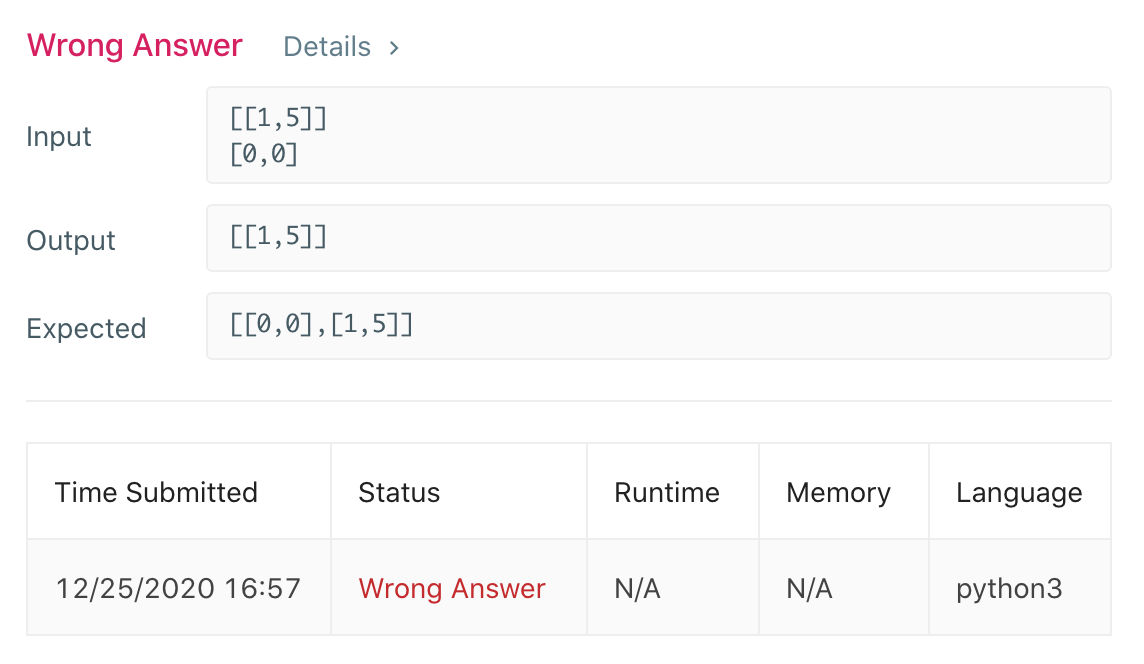 Wrong Answer Details >
Input
[[1,5]]
[0,0]
Output
[[1,5]]
Expected
[[0,0],[1,5]]
Time Submitted Status Runtime Memory Language
12/25/2020 16:57 Wrong Answer N/A N/A python3